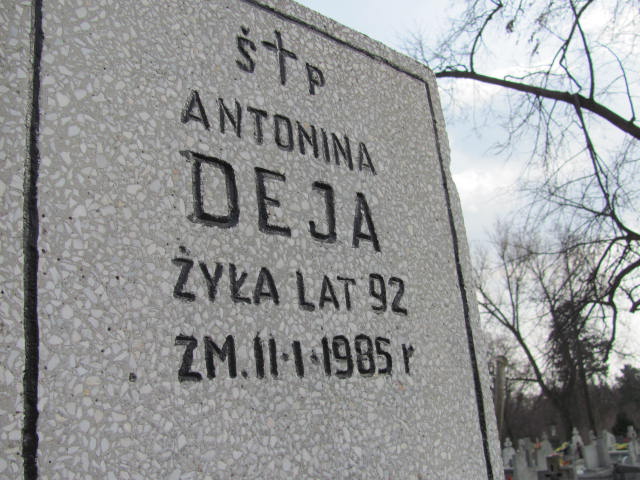 Ś†P
ANTONINA
DEJA
ŻYŁA LAT 92
ZM. 11·1·1985 r